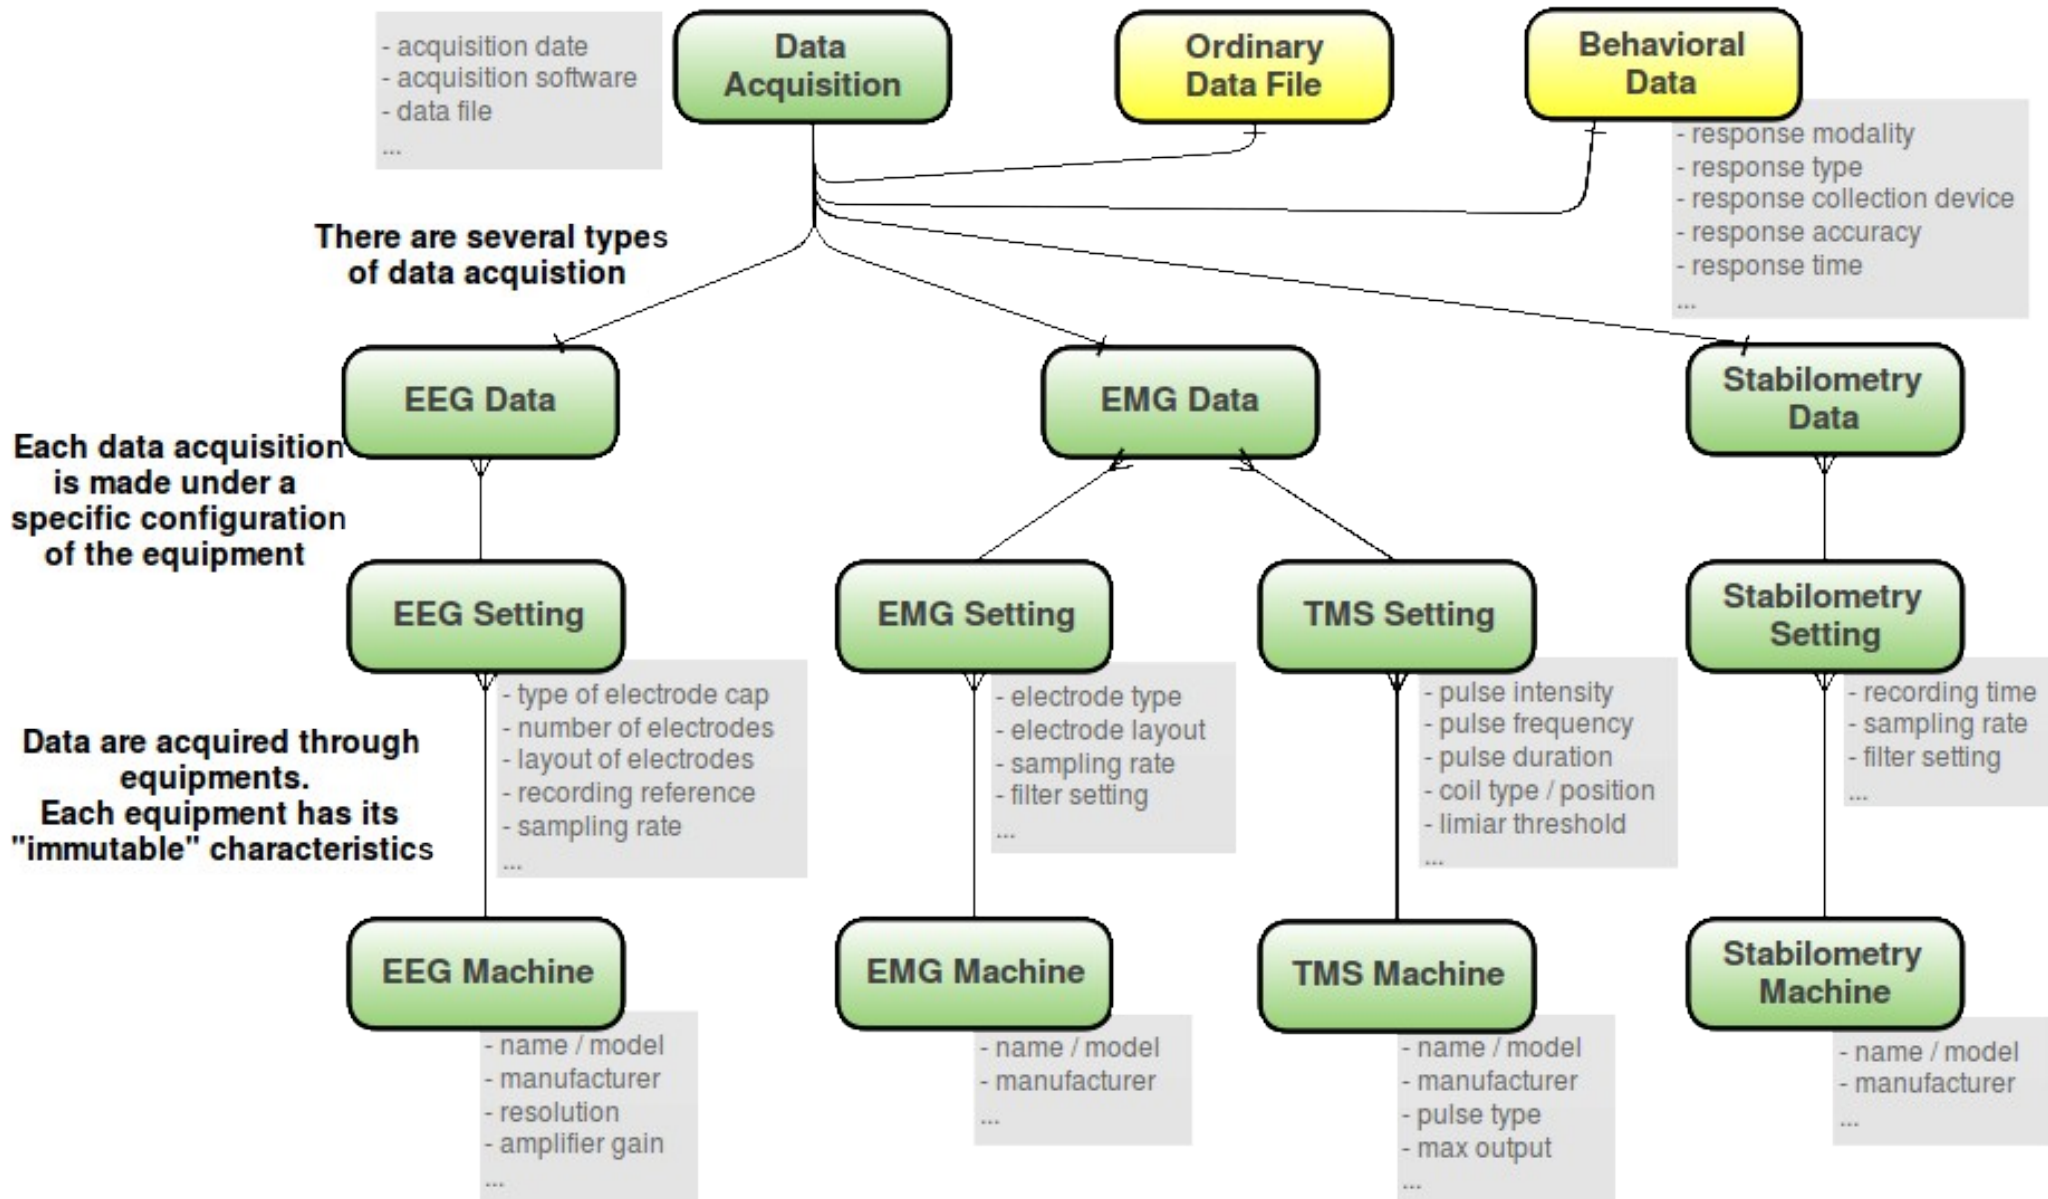 - acquisition date
- acquisition software
- data file
...
Data
Acquisition
Ordinary
Data File
Behavioral
Data
- response modality
- response type
- response collection device
- response accuracy
- response time
...
There are several types
of data acquistion
EEG Data
EMG Data
Stabilometry
Data
Each data acquisition
is made under a
specific configuration
of the equipment
EEG Setting
EMG Setting
TMS Setting
Stabilometry
Setting
- type of electrode cap
- number of electrodes
- layout of electrodes
- recording reference
- sampling rate
...
- electrode type
- electrode layout
- sampling rate
- filter setting
...
- pulse intensity
- pulse frequency
- pulse duration
- coil type / position
- limiar threshold
...
- recording time
- sampling rate
- filter setting
...
Data are acquired through
equipments.
Each equipment has its
"immutable" characteristics
EEG Machine
EMG Machine
TMS Machine
Stabilometry
Machine
- name / model
- manufacturer
- resolution
- amplifier gain
...
- name / model
- manufacturer
...
- name / model
- manufacturer
- pulse type
- max output
...
- name / model
- manufacturer
...